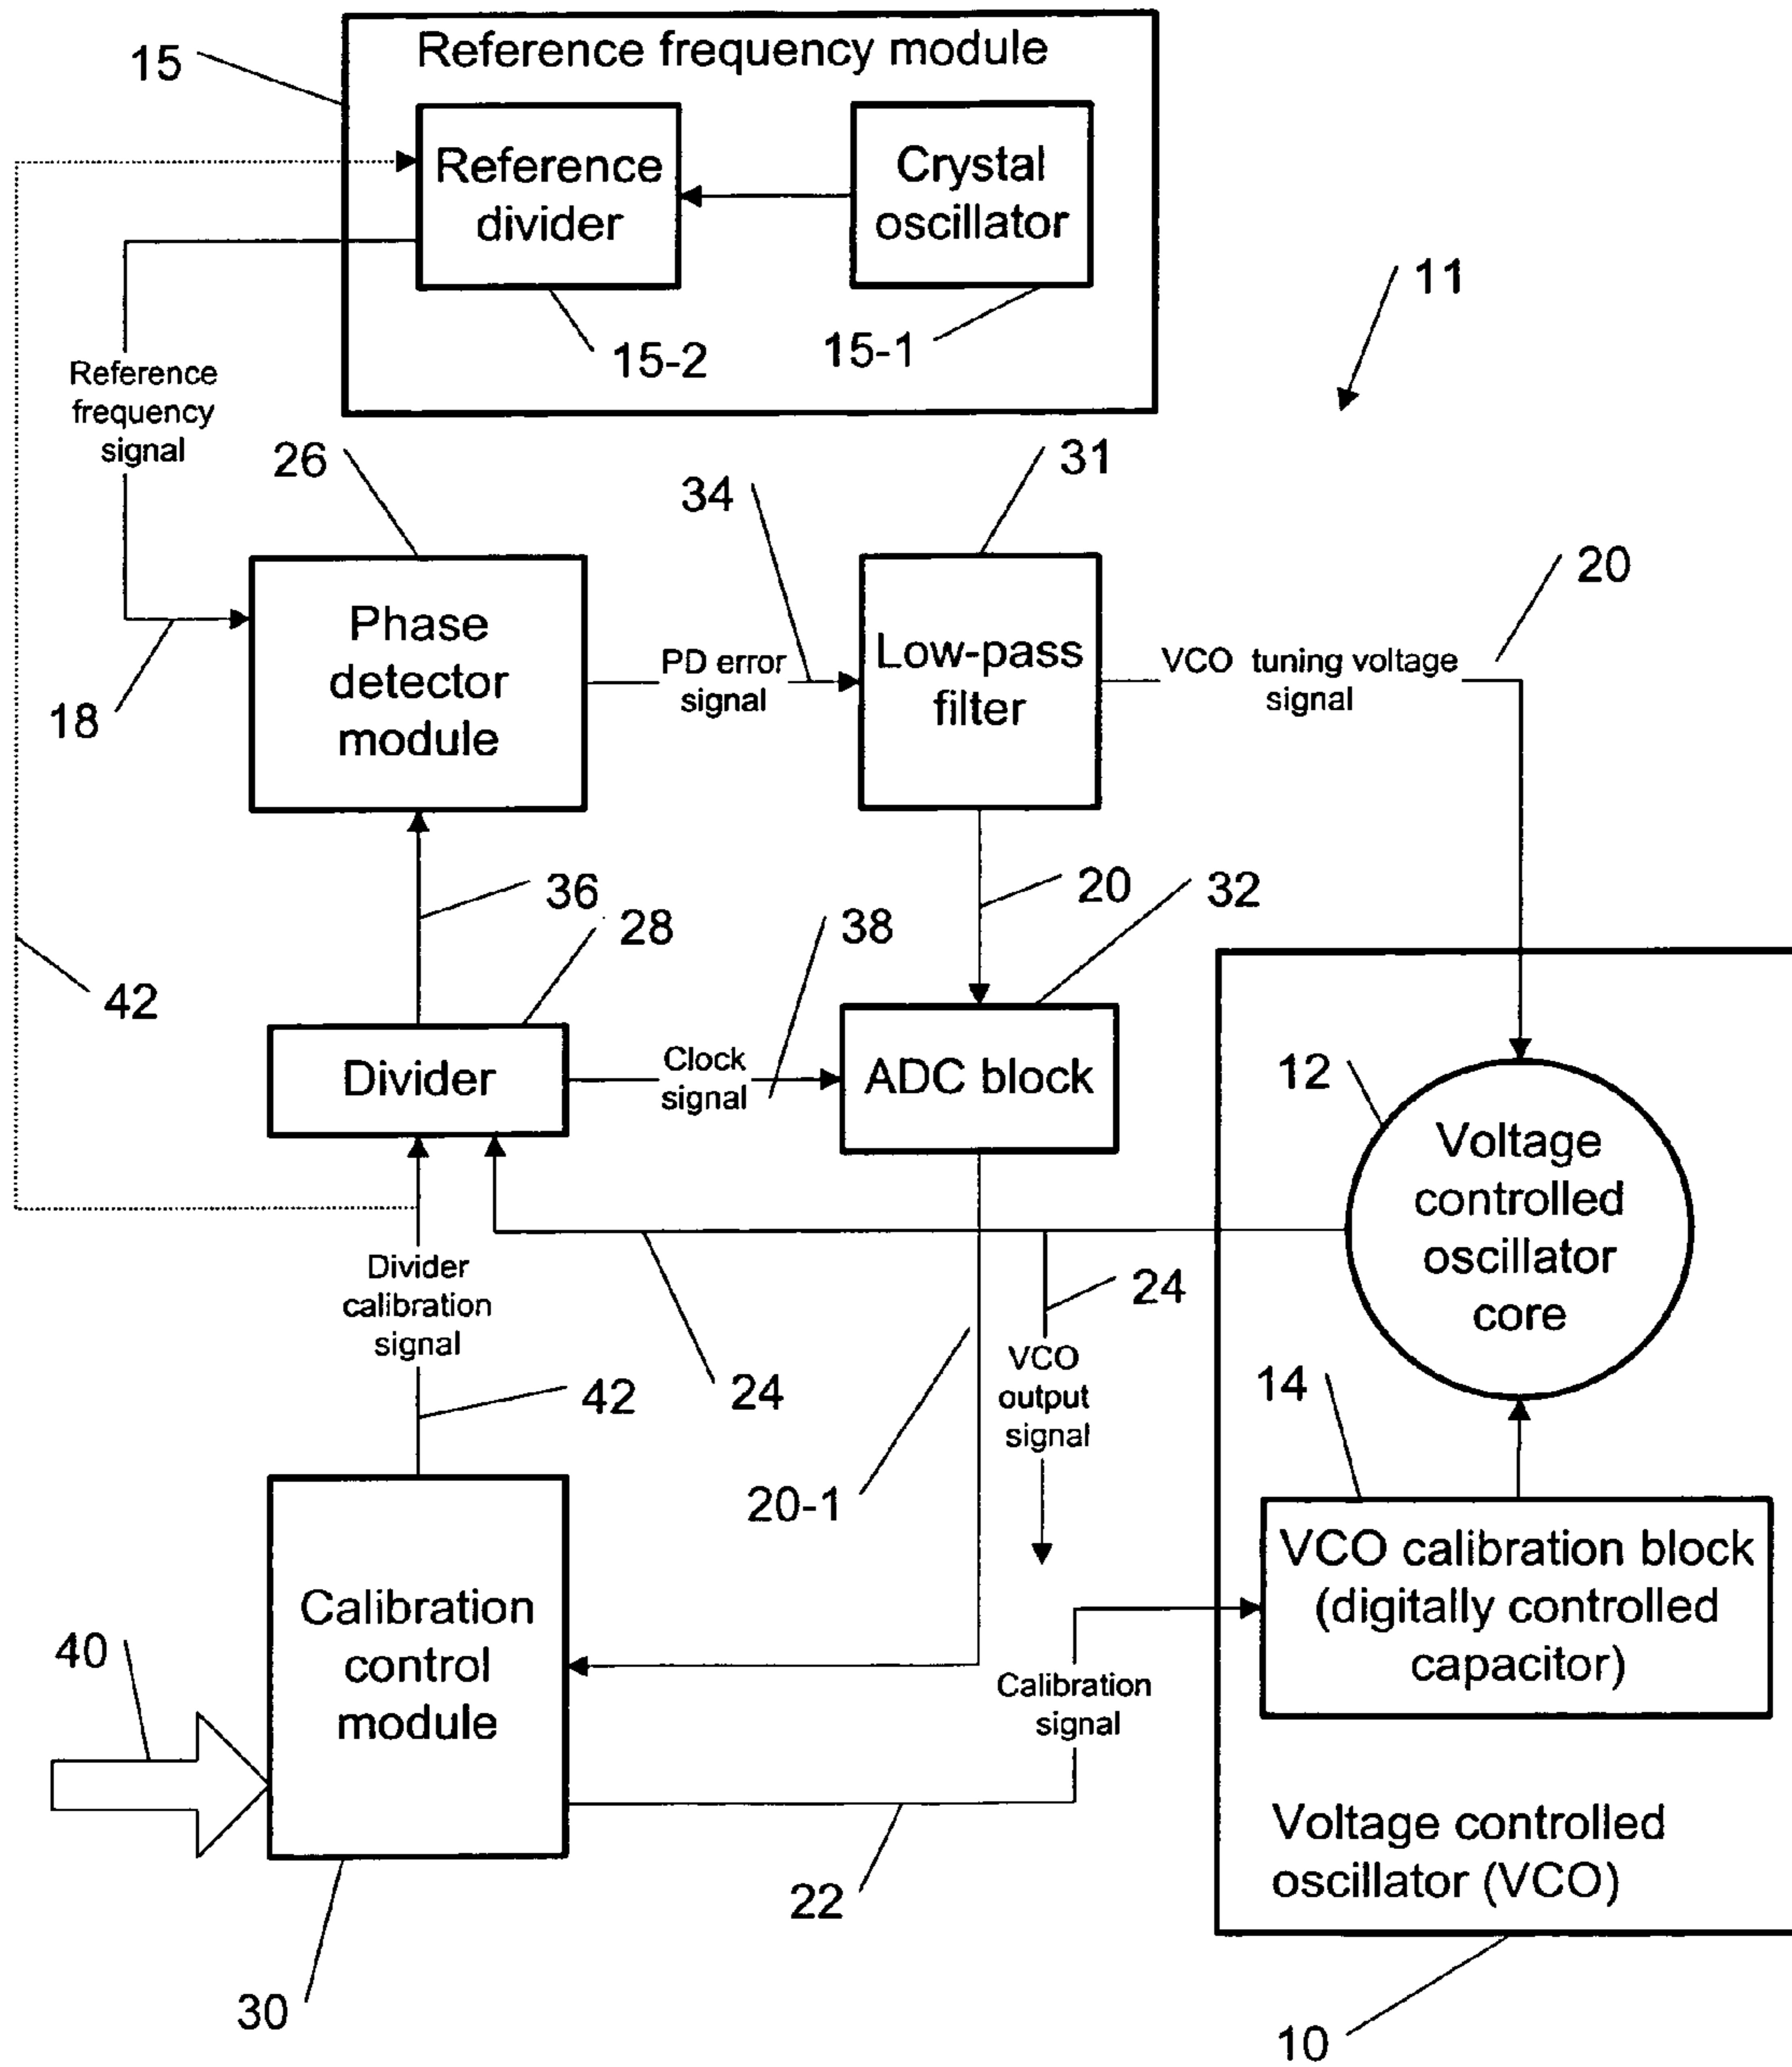 Reference frequency module
15
Reference
divider
Crystal
oscillator
11
15-2
15-1
Reference
frequency
signal
26
34
31
20
Phase
detector
module
PD error
signal
Low-pass
filter
VCO tuning voltage
signal
18
36
28
38
20
32
42
Divider
Clock
signal
ADC block
12
Voltage
controlled
oscillator
core
Divider
calibration
signal
24
24
VCO
output
signal
42
14
20-1
VCO calibration block
(digitally controlled
capacitor)
Calibration
control
module
40
Calibration
signal
22
Voltage controlled
oscillator (VCO)
30
10